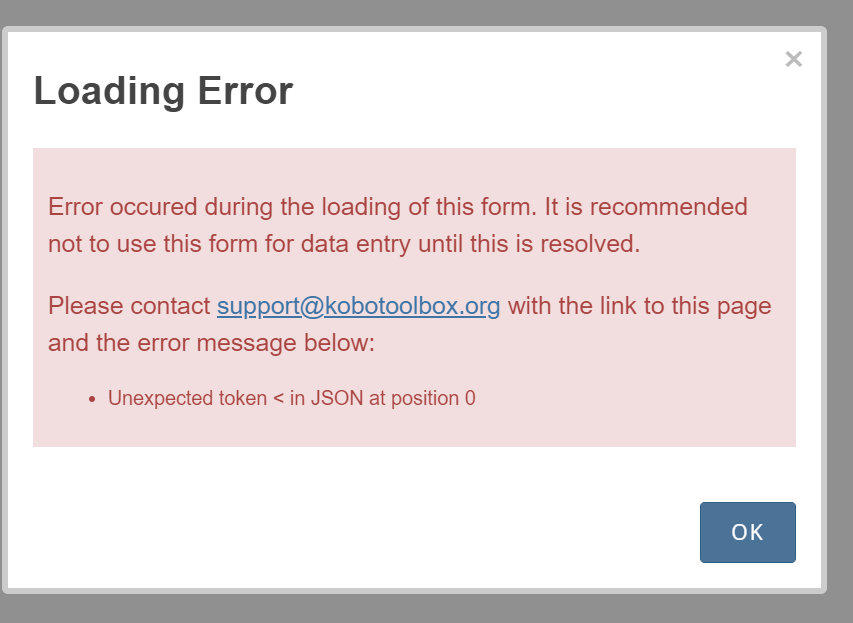 ×
Loading Error
Error occured during the loading of this form. It is recommended
not to use this form for data entry until this is resolved.
Please contact support@kobotoolbox.org with the link to this page
and the error message below:
• Unexpected token < in JSON at position 0
OK